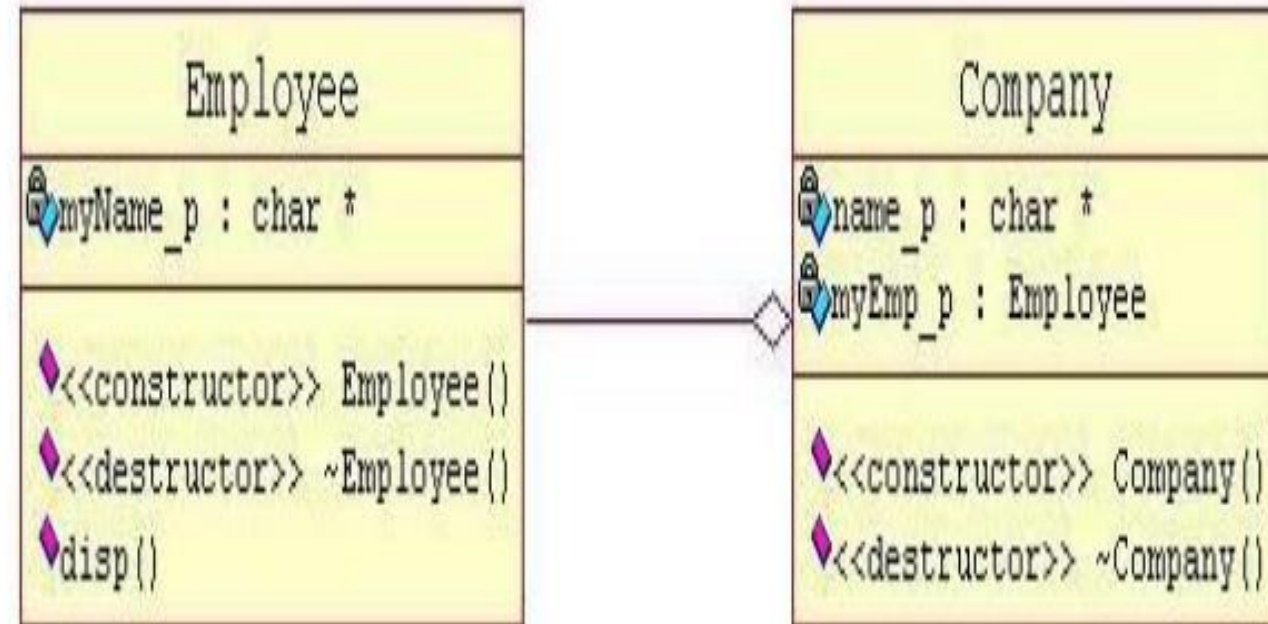 Employee
myName_p : char *
<<constructor>> Employee()
<<destructor>> ~Employee()
disp()
Company
name_p : char *
myEmp_p : Employee
<<constructor>> Company()
<<destructor>> ~Company()